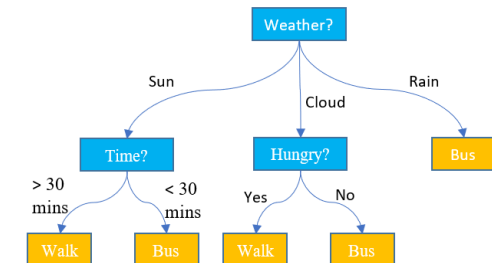 Weather?
Sun
Cloud
Rain
Time?
Hungry?
Bus
> 30
mins
< 30
mins
Yes
No
Walk
Bus
Walk
Bus